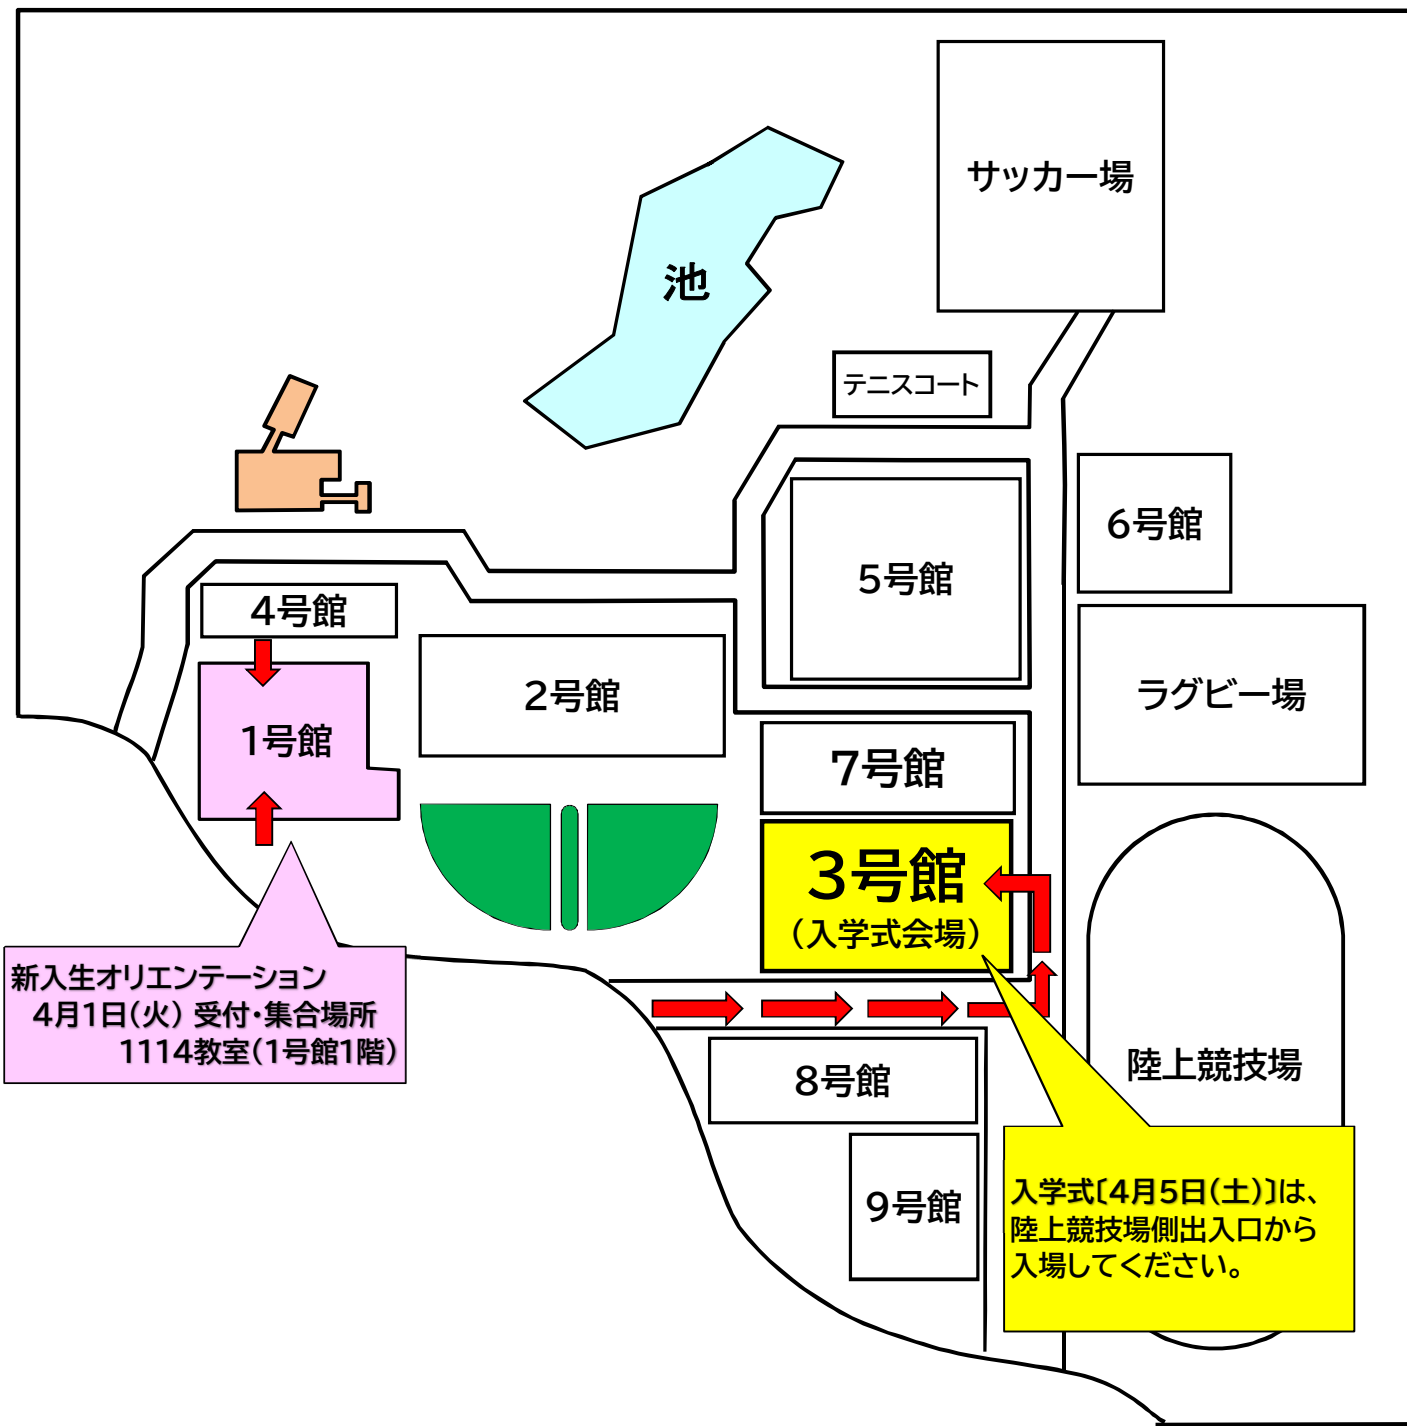 サッカー場
池
テニスコート
6号館
5号館
4号館
2号館
ラグビー場
1号館
7号館
3号館
（入学式会場）
新入生オリエンテーション
4月1日（火） 受付・集合場所
1114教室（1号館1階）
8号館
陸上競技場
9号館
入学式〔4月5日（土）〕は、
陸上競技場側出入口から
入場してください。